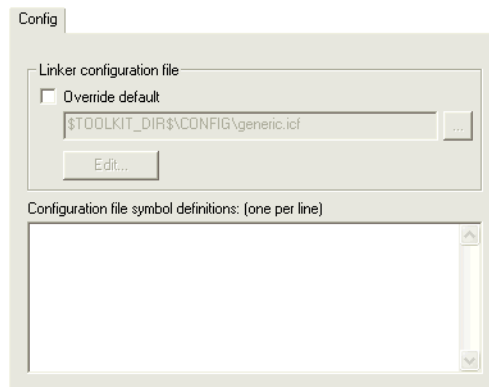 Config
Linker configuration file
Override default
$TOOLKIT_DIR$\CONFIG\generic.icf
...
Edit...
Configuration file symbol definitions: (one per line)